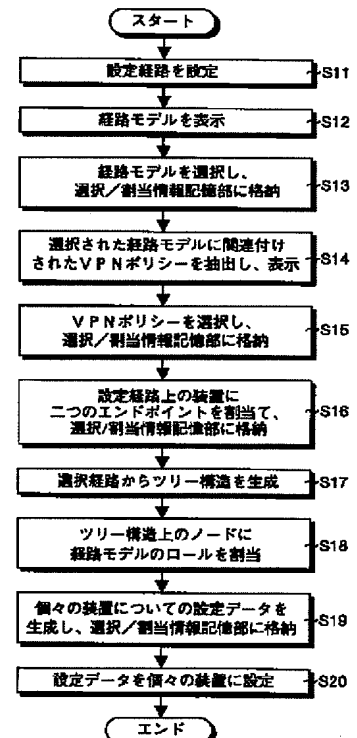 スタート
設定経路を設定
S11
経路モデルを表示
S12
経路モデルを選択し、
選択／割当情報記憶部に格納
S13
選択された経路モデルに関連付け
されたＶＰＮポリシーを抽出し、表示
S14
ＶＰＮポリシーを選択し、
選択／割当情報記憶部に格納
S15
設定経路上の装置に
二つのエンドポイントを割当て、
選択/割当情報記憶部に格納
S16
選択経路からツリー構造を生成
S17
ツリー構造上のノードに
経路モデルのロールを割当
S18
個々の装置についての設定データを
生成し、選択／割当情報記憶部に格納
S19
設定データを個々の装置に設定
S20
エンド